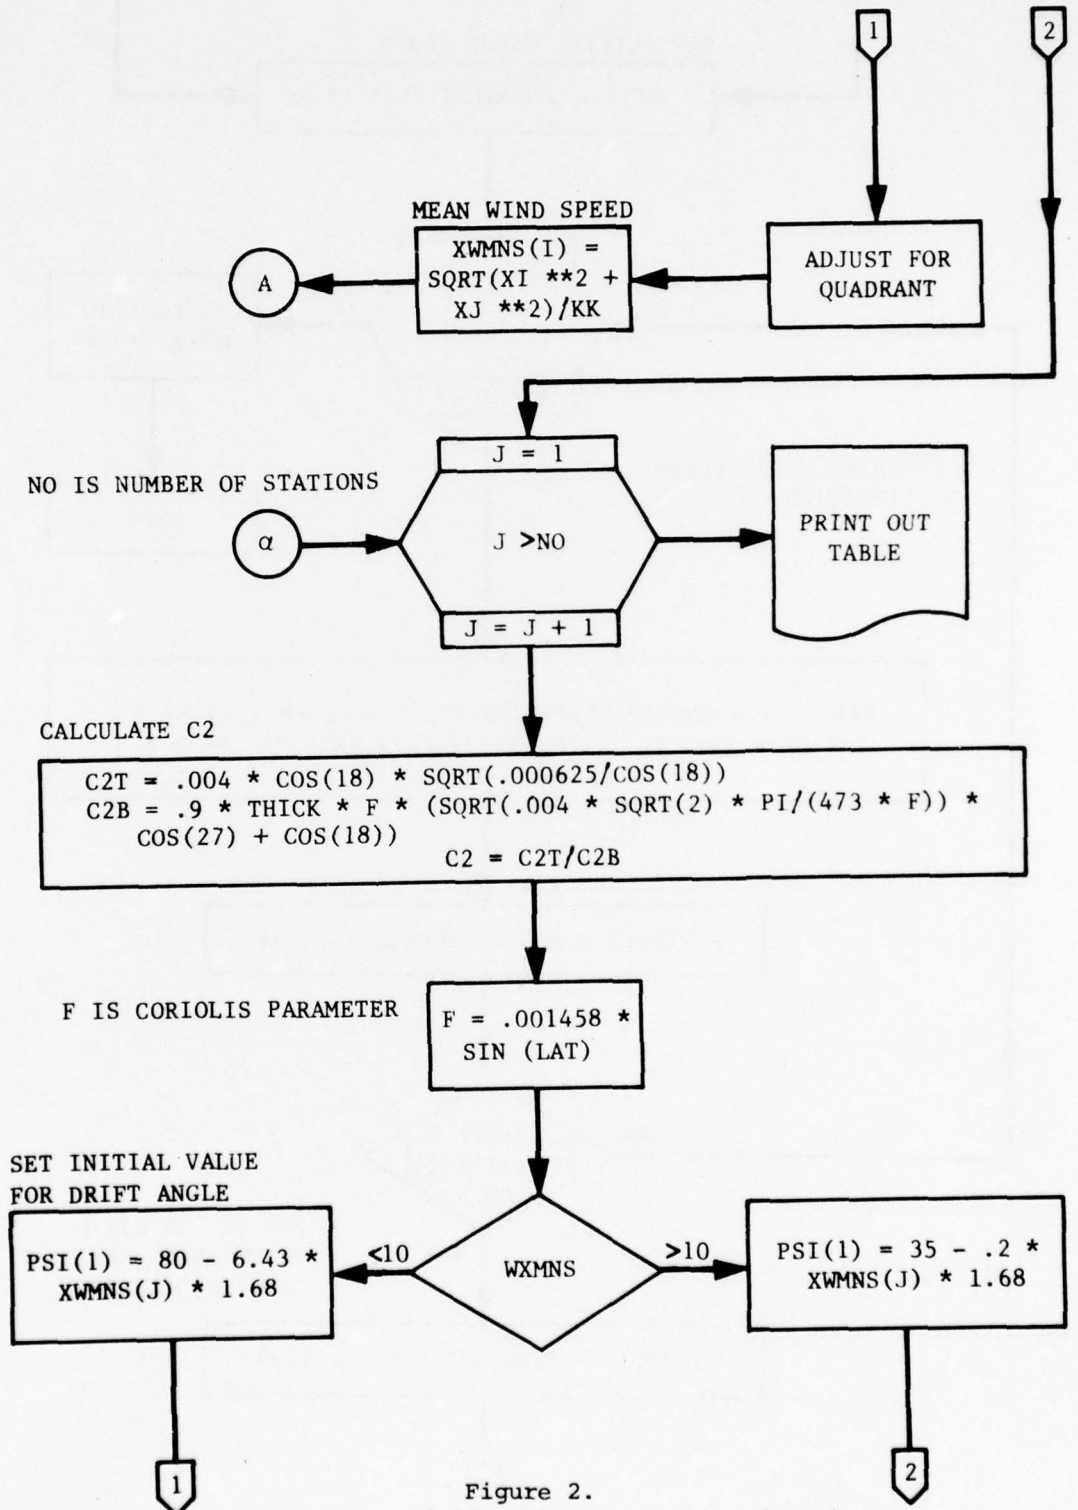 1
2
MEAN WIND SPEED
XWMNS(I) =
SQRT(XI **2 +
XJ **2)/KK
A
ADJUST FOR
QUADRANT
J = 1
NO IS NUMBER OF STATIONS
α
J >NO
PRINT OUT
TABLE
J = J + 1
CALCULATE C2
C2T = .004 * COS(18) * SQRT(.000625/COS(18))
C2B = .9 * THICK * F * (SQRT(.004 * SQRT(2) * PI/(473 * F)) *
COS(27) + COS(18))
C2 = C2T/C2B
F IS CORIOLIS PARAMETER
F = .001458 *
SIN (LAT)
SET INITIAL VALUE
FOR DRIFT ANGLE
PSI(1) = 80 - 6.43 *
XWMNS(J) * 1.68
<10
WXMNS
>10
PSI(1) = 35 - .2 *
XWMNS(J) * 1.68
1
2
Figure 2.